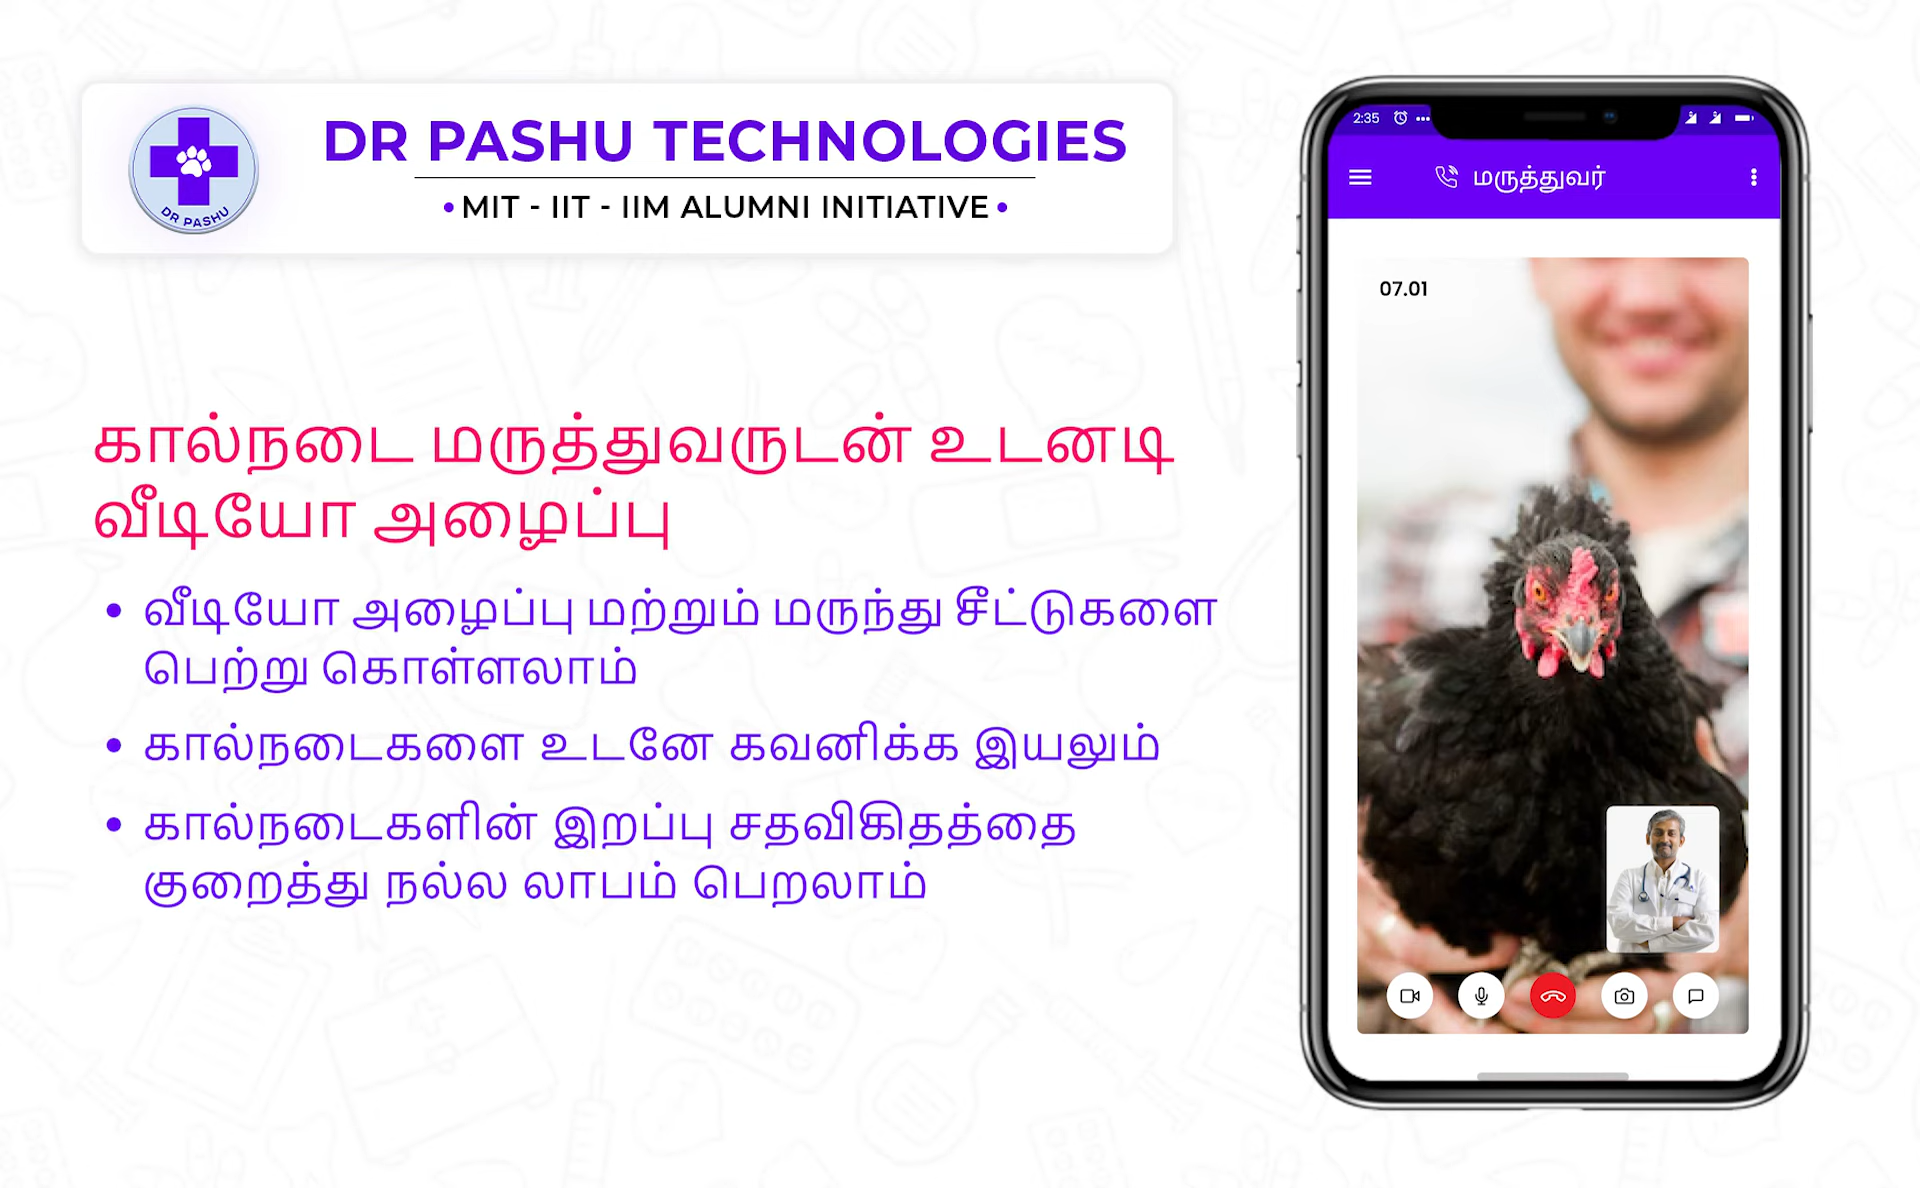 DR PASHU
DR PASHU TECHNOLOGIES
• MIT - IIT - IIM ALUMNI INITIATIVE •
கால்நடை மருத்துவருடன் உடனடி
வீடியோ அழைப்பு
• வீடியோ அழைப்பு மற்றும் மருந்து சீட்டுகளை
பெற்று கொள்ளலாம்
• கால்நடைகளை உடனே கவனிக்க இயலும்
• கால்நடைகளின் இறப்பு சதவிகிதத்தை
குறைத்து நல்ல லாபம் பெறலாம்
2:35
மருத்துவர்
07.01